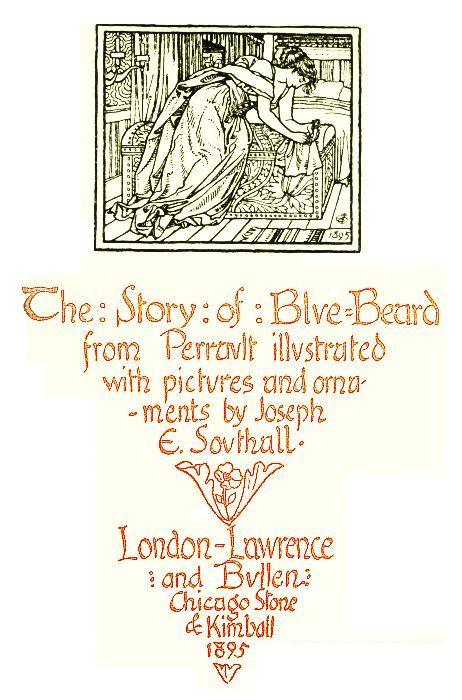 1895
The: Story: of: Blve=Beard
from Perravlt illvstrated
with pictvres and orna-
-ments by Joseph
E. Sovthall.
London-Lawrence
: and Bvllen:
Chicago Stone
& Kimball
1895